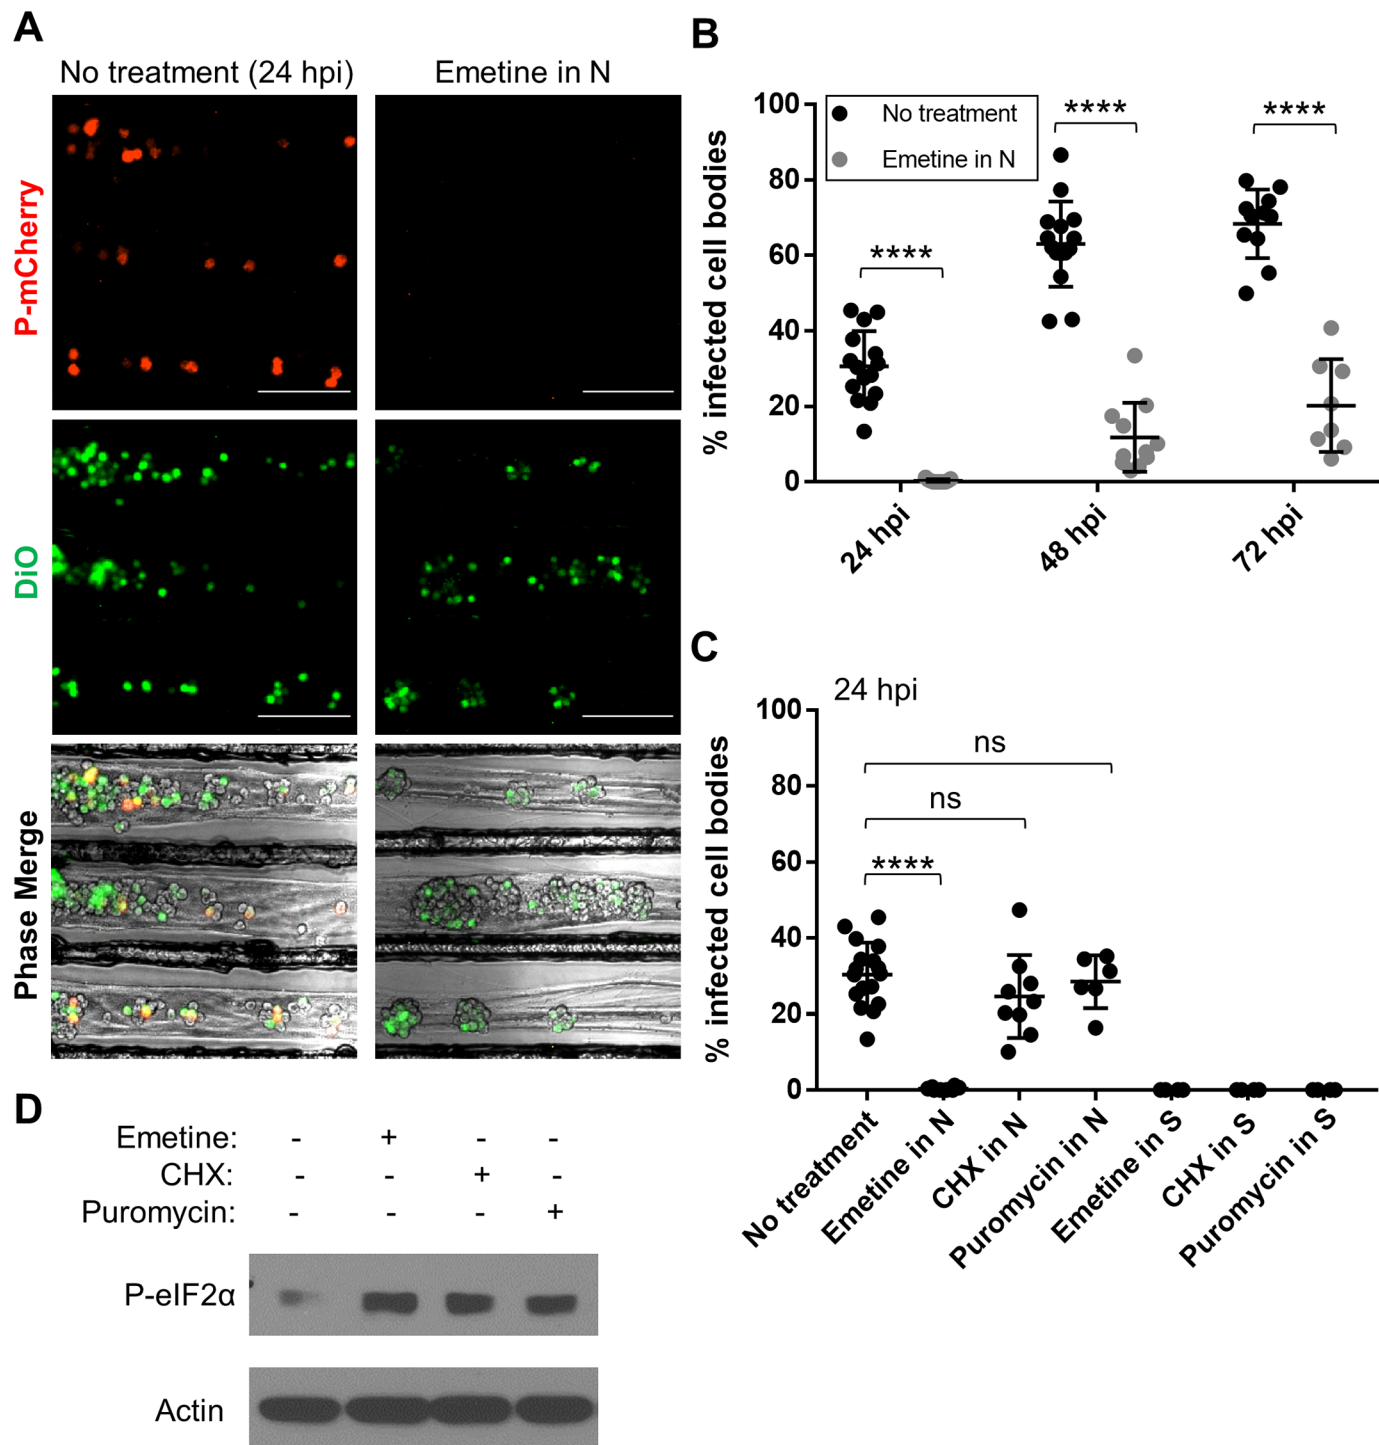 A
No treatment (24 hpi)
Emetine in N
P-mCherry
DiO
Phase Merge
B
% infected cell bodies
100
80
60
40
20
0
No treatment
Emetine in N
****
****
****
24 hpi
48 hpi
72 hpi
C
24 hpi
% infected cell bodies
100
80
60
40
20
0
ns
ns
****
No treatment
Emetine in N
CHX in N
Puromycin in N
Emetine in S
CHX in S
Puromycin in S
D
Emetine: - + - -
CHX: - - + -
Puromycin: - - - +
P-eIF2α
Actin